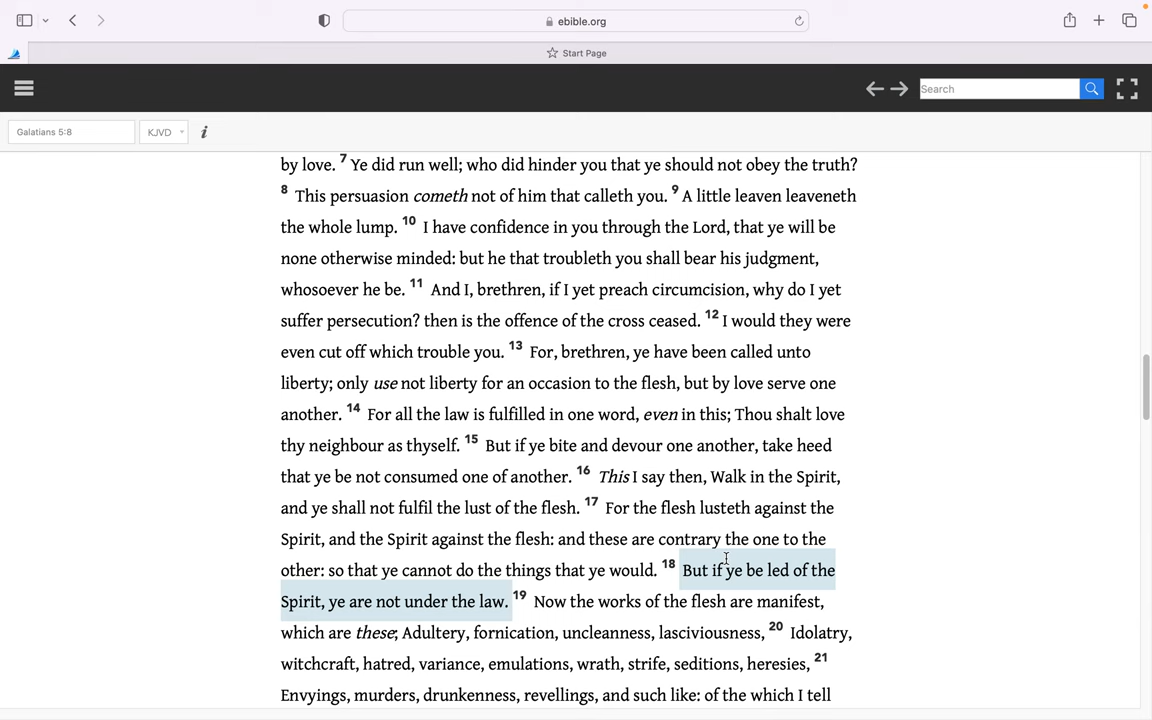 ebible.org
Start Page
Search
Galatians 5:8
KJVD
i
by love. 7 Ye did run well; who did hinder you that ye should not obey the truth?
8 This persuasion cometh not of him that calleth you. 9 A little leaven leaveneth
the whole lump. 10 I have confidence in you through the Lord, that ye will be
none otherwise minded: but he that troubleth you shall bear his judgment,
whosoever he be. 11 And I, brethren, if I yet preach circumcision, why do I yet
suffer persecution? then is the offence of the cross ceased. 12 I would they were
even cut off which trouble you. 13 For, brethren, ye have been called unto
liberty; only use not liberty for an occasion to the flesh, but by love serve one
another. 14 For all the law is fulfilled in one word, even in this; Thou shalt love
thy neighbour as thyself. 15 But if ye bite and devour one another, take heed
that ye be not consumed one of another. 16 This I say then, Walk in the Spirit,
and ye shall not fulfil the lust of the flesh. 17 For the flesh lusteth against the
Spirit, and the Spirit against the flesh: and these are contrary the one to the
other: so that ye cannot do the things that ye would. 18 But if ye be led of the
Spirit, ye are not under the law. 19 Now the works of the flesh are manifest,
which are these; Adultery, fornication, uncleanness, lasciviousness, 20 Idolatry,
witchcraft, hatred, variance, emulations, wrath, strife, seditions, heresies, 21
Envyings, murders, drunkenness, revellings, and such like: of the which I tell